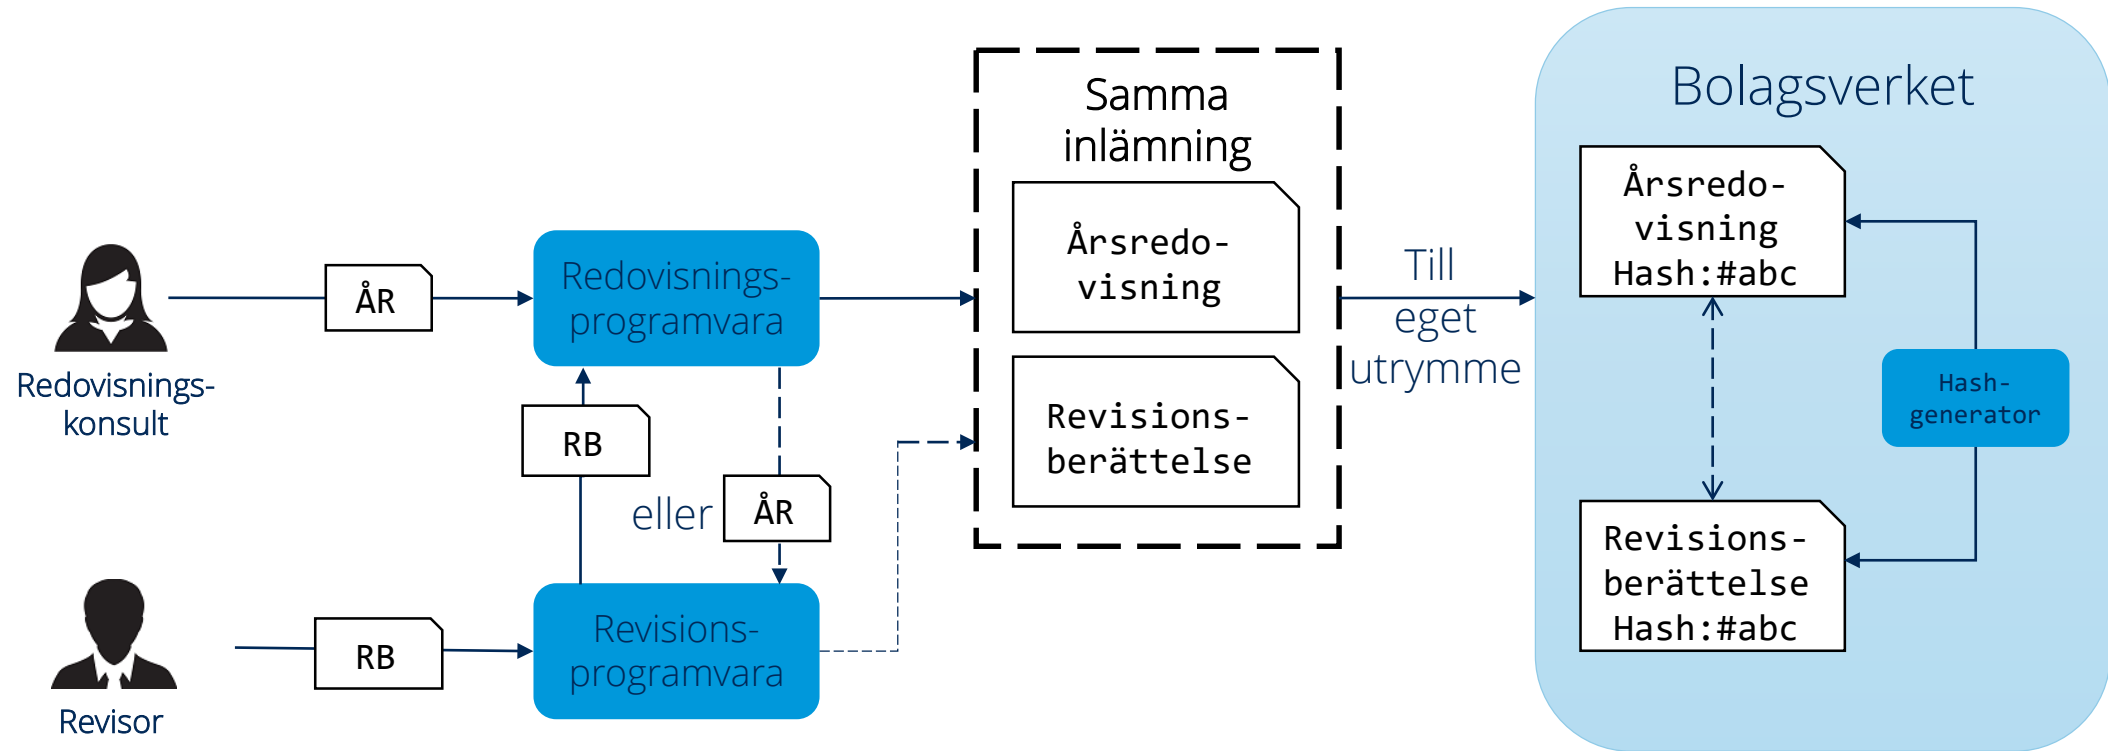 Redovisnings-
konsult
ÅR
Redovisnings-
programvara
RB
eller
ÅR
Revisor
RB
Revisions-
programvara
Samma
inlämning
Årsredo-
visning
Revisions-
berättelse
Till
eget
utrymme
Bolagsverket
Årsredo-
visning
Hash:#abc
Hash-
generator
Revisions-
berättelse
Hash:#abc